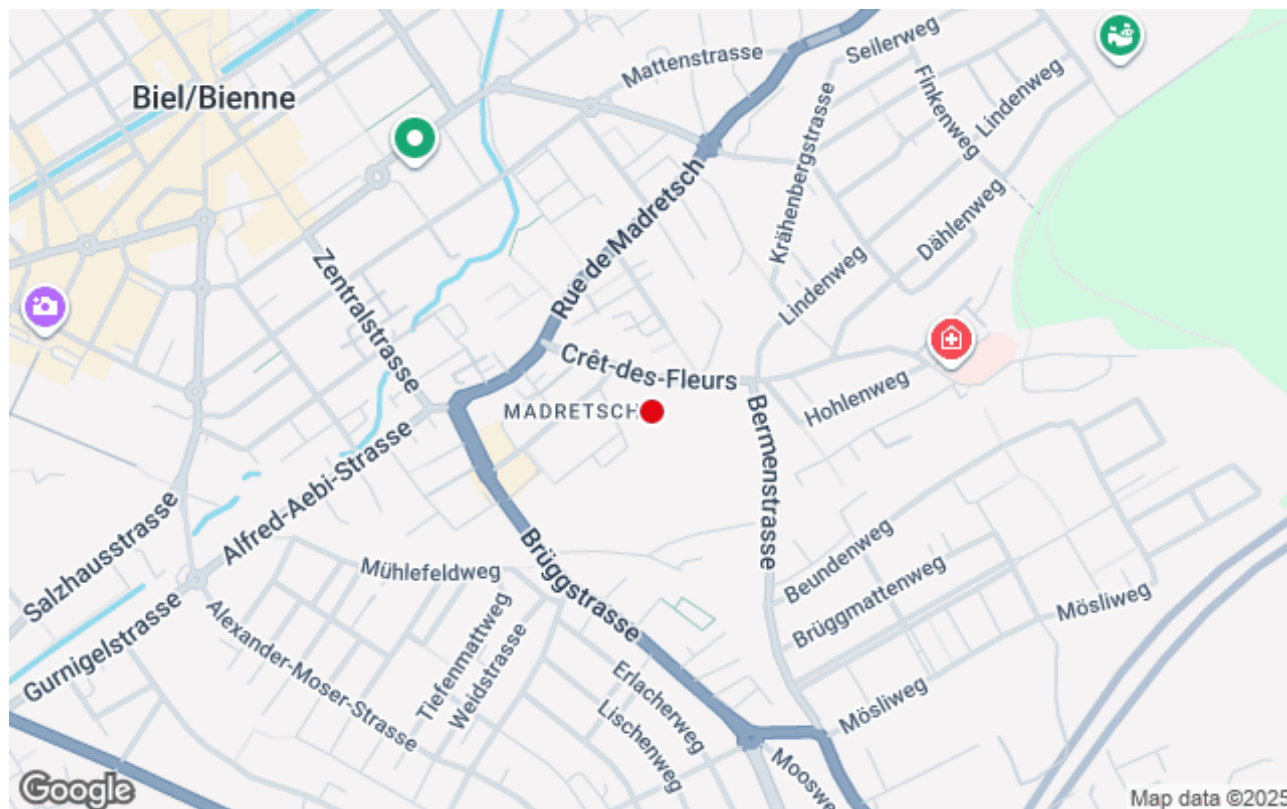 Seilerweg
Mattenstrasse
Biel/Bienne
Finkenweg
Lindenweg
Krähenbergstrasse
Rue de Madretsch
Dählenweg
Zentralstrasse
Lindenweg
Crêt-des-Fleurs
Hohlenweg
MADRETSCH
Bermenstrasse
Alfred-Aebi-Strasse
Salzhausstrasse
Brüggstrasse
Beundenweg
Mühlefeldweg
Brüggmattenweg
Mösliweg
Gurnigelstrasse
Alexander-Moser-Strasse
Tiefenmattweg
Weidstrasse
Erlacherweg
Mösliweg
Lischenweg
Mooswe
Google
Map data ©2025